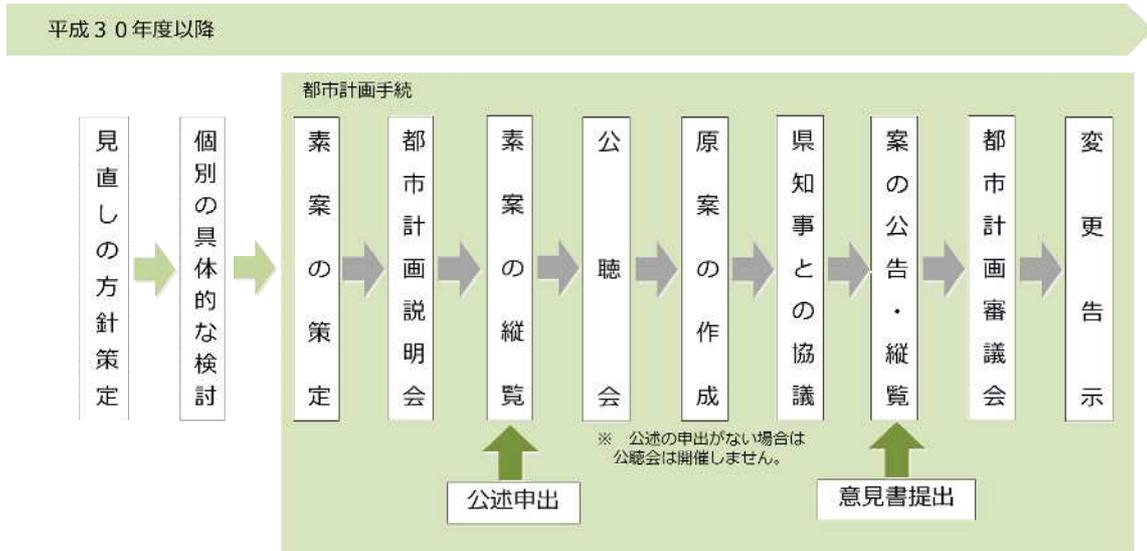 平成３０年度以降
都市計画手続
見直しの方針策定
個別の具体的な検討
素案の策定
都市計画説明会
素案の縦覧
公聴会
原案の作成
県知事との協議
案の公告・縦覧
都市計画審議会
変更告示
※　公述の申出がない場合は
公聴会は開催しません。
公述申出
意見書提出